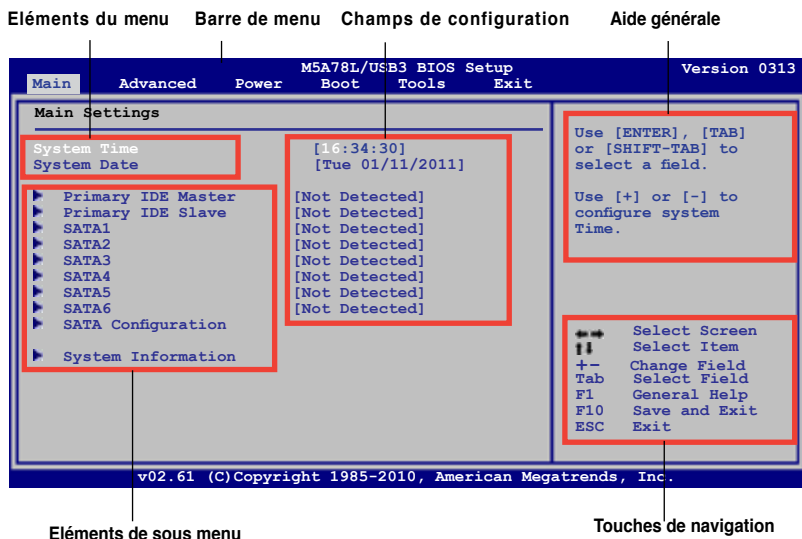 Eléments du menu Barre de menu Champs de configuration Aide générale
M5A78L/USB3 BIOS Setup Version 0313
Main Advanced Power Boot Tools Exit
Main Settings
System Time [16:34:30]
System Date [Tue 01/11/2011]
Primary IDE Master [Not Detected]
Primary IDE Slave [Not Detected]
SATA1 [Not Detected]
SATA2 [Not Detected]
SATA3 [Not Detected]
SATA4 [Not Detected]
SATA5 [Not Detected]
SATA6 [Not Detected]
SATA Configuration
System Information
Use [ENTER], [TAB]
or [SHIFT-TAB] to
select a field.
Use [+] or [-] to
configure system
Time.
←→ Select Screen
↑↓ Select Item
+- Change Field
Tab Select Field
F1 General Help
F10 Save and Exit
ESC Exit
v02.61 (C)Copyright 1985-2010, American Megatrends, Inc.
Eléments de sous menu Touches de navigation